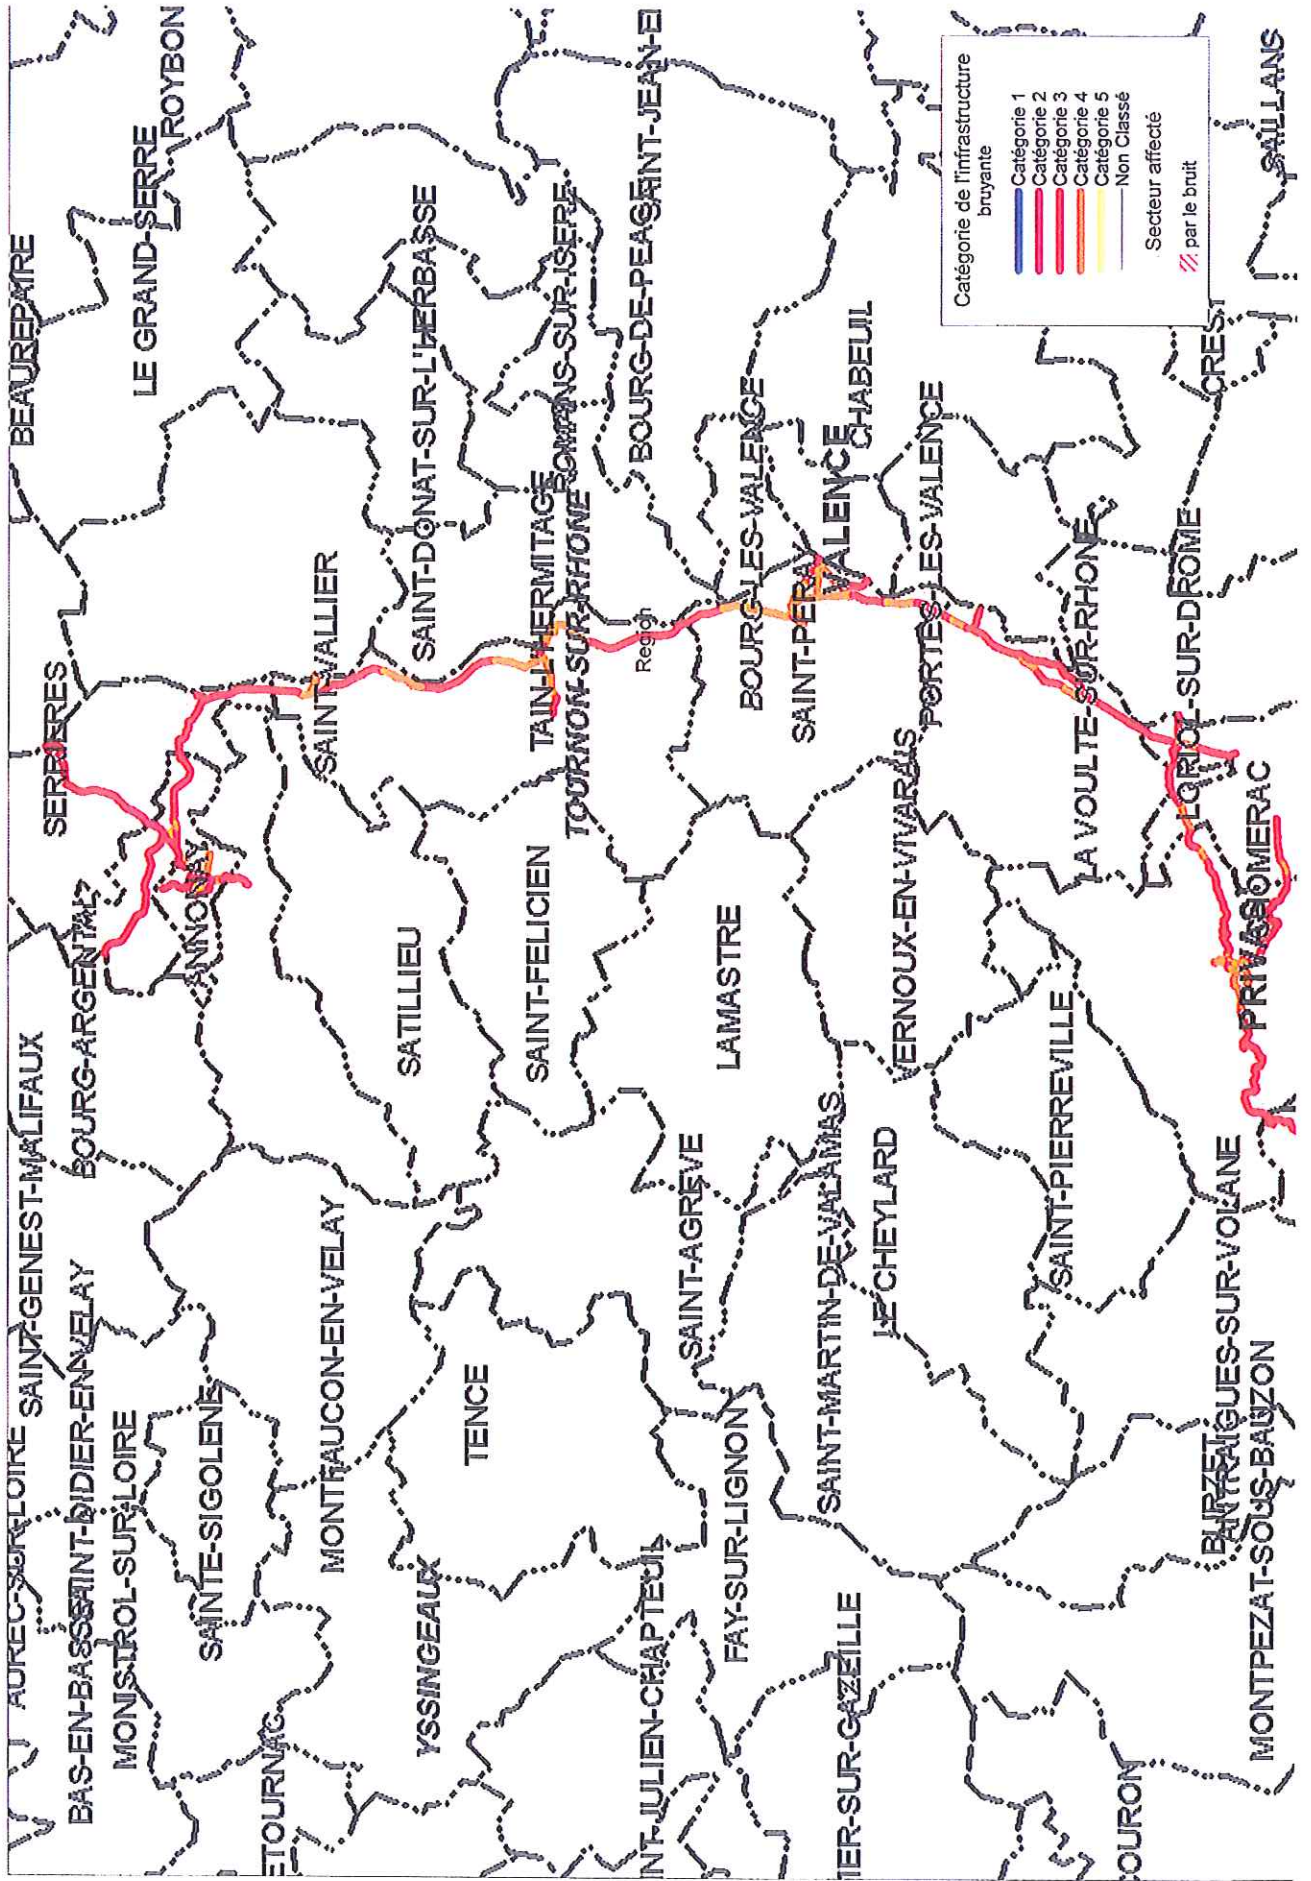 AUREC-SUR-LOIRE
SAINT-GENEST-MALIFAUX
BEAUREPAIRE
SERRIERES
BOURG-ARGENTAL
BAS-EN-BASSET
SAINT-DIDIER-EN-VELAY
MONISTROL-SUR-LOIRE
LE GRAND-SERRE
ROYBON
ANNONAY
SAINTE-SIGOLENE
RETOURNAC
MONTFAUCON-EN-VELAY
SAINT-VALLIER
SATILLIEU
SAINT-DONAT-SUR-L'HERBASSE
YSSINGEAUX
TENCE
SAINT-FELICIEN
TAIN-L'HERMITAGE
ROMANS-SUR-ISERE
TOURNON-SUR-RHONE
BOURG-DE-PEAGE
SAINT-JEAN-E
Region
INT-JULIEN-CHAPTEUIL
SAINT-AGREVE
FAY-SUR-LIGNON
LAMASTRE
BOURG-LES-VALENCE
SAINT-PERAY
VALENCE
CHABEUIL
SAINT-MARTIN-DE-VALAMAS
IER-SUR-GAZEILLE
LE CHEYLARD
VERNOUX-EN-VIVARAIS
PORTES-LES-VALENCE
SAINT-PIERREVILLE
LA VOULTE-SUR-RHONE
COURON
LORIOL-SUR-DROME
CREST
BURZET
ANTRAIGUES-SUR-VOLANE
MONTPEZAT-SOUS-BAUZON
PRIVAS
CHOMERAC
SAILLANS
Catégorie de l'infrastructure
bruyante
Catégorie 1
Catégorie 2
Catégorie 3
Catégorie 4
Catégorie 5
Non Classé
Secteur affecté
par le bruit